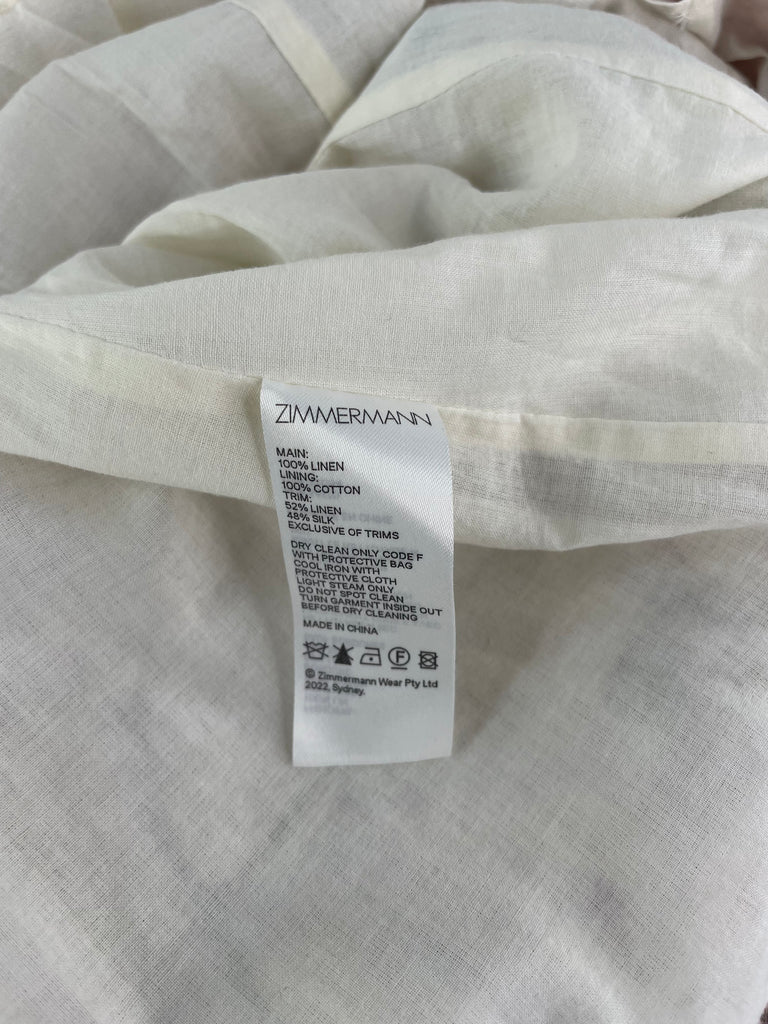 ZIMMERMANN
MAIN:
100% LINEN
LINING:
100% COTTON
TRIM:
52% LINEN
48% SILK
EXCLUSIVE OF TRIMS
DRY CLEAN ONLY CODE F
WITH PROTECTIVE BAG
COOL IRON WITH
PROTECTIVE CLOTH
LIGHT STEAM ONLY
DO NOT SPOT CLEAN
TURN GARMENT INSIDE OUT
BEFORE DRY CLEANING
MADE IN CHINA
F
© Zimmermann Wear Pty Ltd
2022, Sydney.